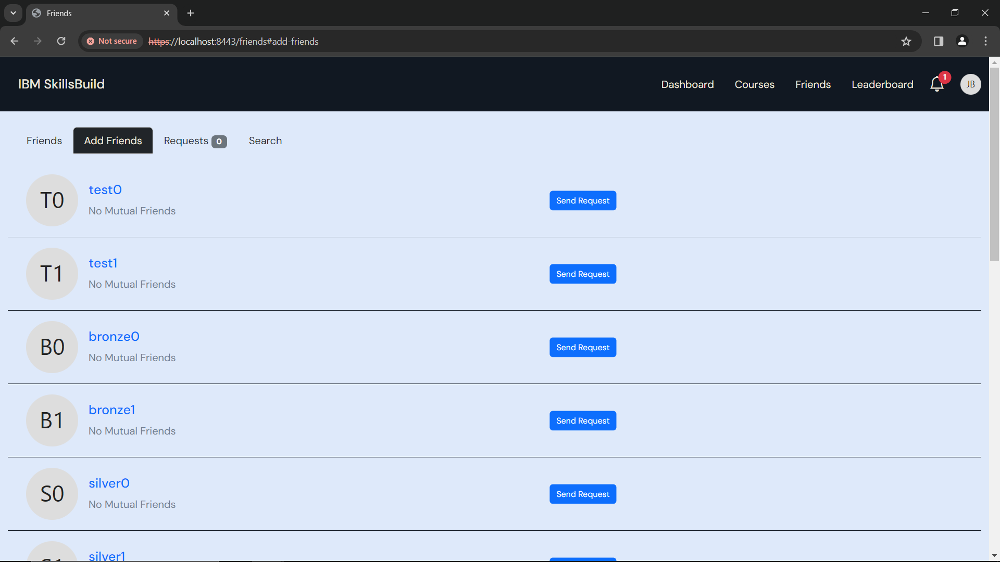 Friends
Not secure https://localhost:8443/friends#add-friends
IBM SkillsBuild Dashboard Courses Friends Leaderboard 1 JB
Friends Add Friends Requests 0 Search
T0 test0
No Mutual Friends
Send Request
T1 test1
No Mutual Friends
Send Request
B0 bronze0
No Mutual Friends
Send Request
B1 bronze1
No Mutual Friends
Send Request
S0 silver0
No Mutual Friends
Send Request
silver1